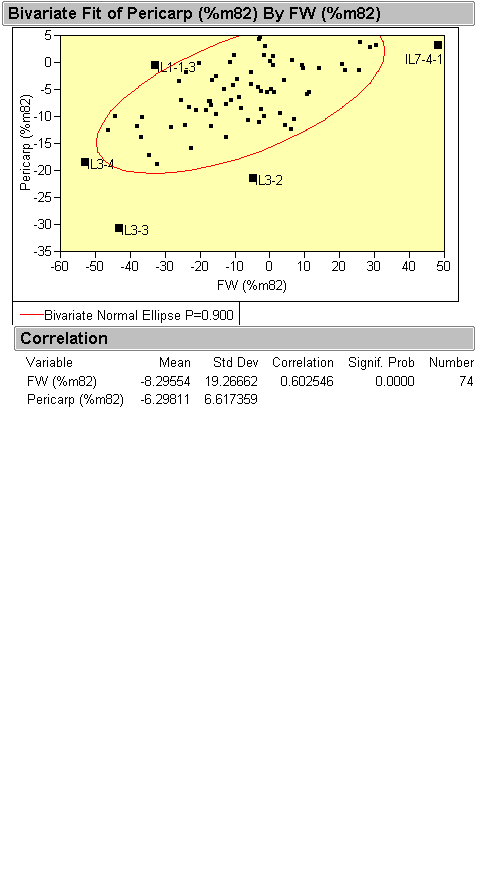 Bivariate Fit of Pericarp (%m82) By FW (%m82)
Pericarp (%m82)
5
0
-5
-10
-15
-20
-25
-30
-35
IL1-1-3
IL7-4-1
IL3-4
IL3-2
IL3-3
-60 -50 -40 -30 -20 -10 0 10 20 30 40 50
FW (%m82)
Bivariate Normal Ellipse P=0.900
Correlation
Variable Mean Std Dev Correlation Signif. Prob Number
FW (%m82) -8.29554 19.26662 0.602546 0.0000 74
Pericarp (%m82) -6.29811 6.617359